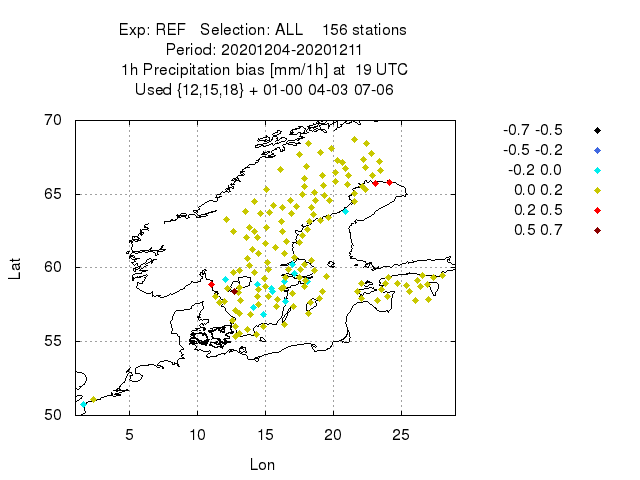 Exp: REF   Selection: ALL    156 stations
Period: 20201204-20201211
1h Precipitation bias [mm/1h] at  19 UTC
Used {12,15,18} + 01-00 04-03 07-06
70
65
60
55
50
Lat
5 10 15 20 25
Lon
-0.7 -0.5
-0.5 -0.2
-0.2 0.0
0.0 0.2
0.2 0.5
0.5 0.7